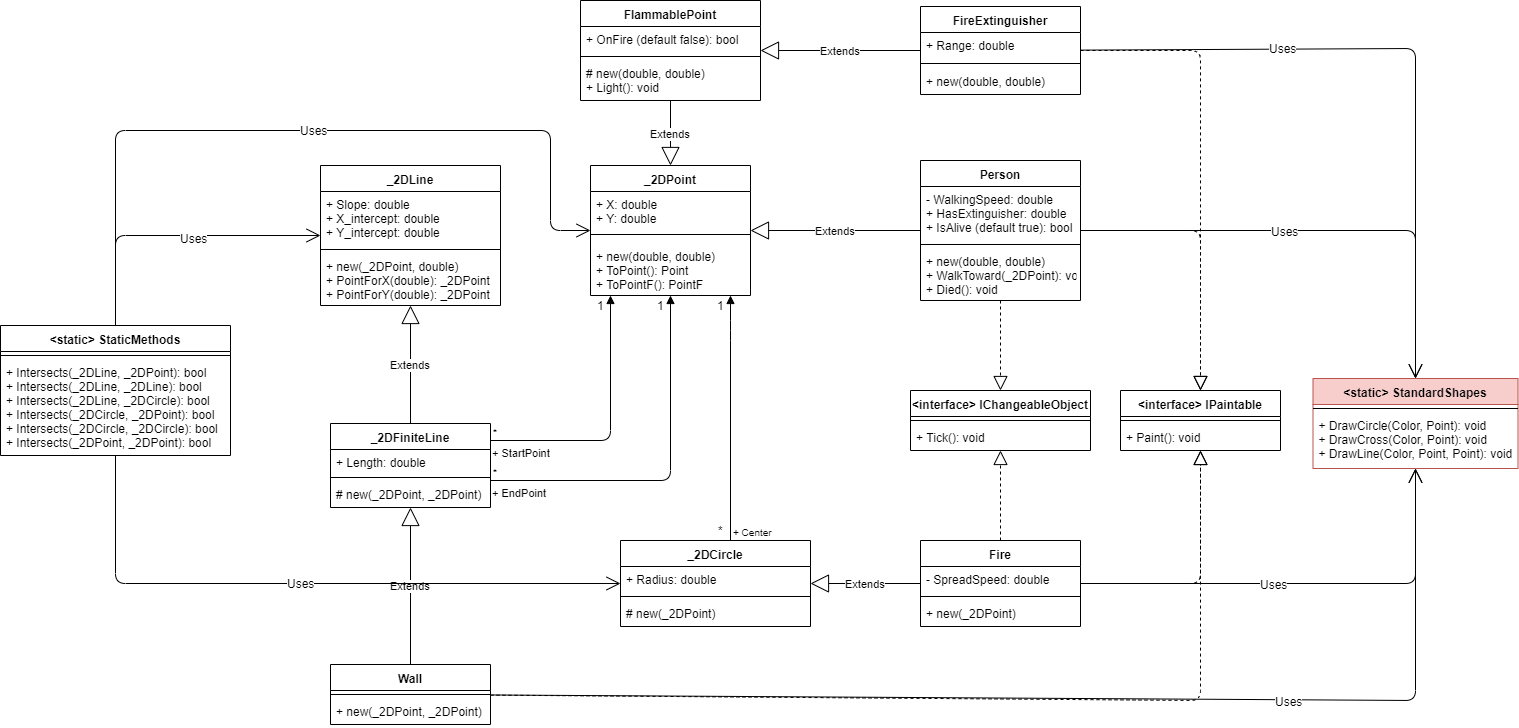 FlammablePoint
+ OnFire (default false): bool
# new(double, double)
+ Light(): void
FireExtinguisher
+ Range: double
+ new(double, double)
Extends
Uses
Extends
Uses
_2DLine
+ Slope: double
+ X_intercept: double
+ Y_intercept: double
+ new(_2DPoint, double)
+ PointForX(double): _2DPoint
+ PointForY(double): _2DPoint
_2DPoint
+ X: double
+ Y: double
+ new(double, double)
+ ToPoint(): Point
+ ToPointF(): PointF
Person
- WalkingSpeed: double
+ HasExtinguisher: double
+ IsAlive (default true): bool
+ new(double, double)
+ WalkToward(_2DPoint): vo
+ Died(): void
Uses
Extends
Uses
1
1
1
<static> StaticMethods
+ Intersects(_2DLine, _2DPoint): bool
+ Intersects(_2DLine, _2DLine): bool
+ Intersects(_2DLine, _2DCircle): bool
+ Intersects(_2DCircle, _2DPoint): bool
+ Intersects(_2DCircle, _2DCircle): bool
+ Intersects(_2DPoint, _2DPoint): bool
Extends
<interface> IChangeableObject
+ Tick(): void
<interface> IPaintable
+ Paint(): void
<static> StandardShapes
+ DrawCircle(Color, Point): void
+ DrawCross(Color, Point): void
+ DrawLine(Color, Point, Point): void
_2DFiniteLine
+ Length: double
# new(_2DPoint, _2DPoint)
*
+ StartPoint
*
+ EndPoint
*
+ Center
_2DCircle
+ Radius: double
# new(_2DPoint)
Fire
- SpreadSpeed: double
+ new(_2DPoint)
Uses
Extends
Extends
Uses
Wall
+ new(_2DPoint, _2DPoint)
Uses